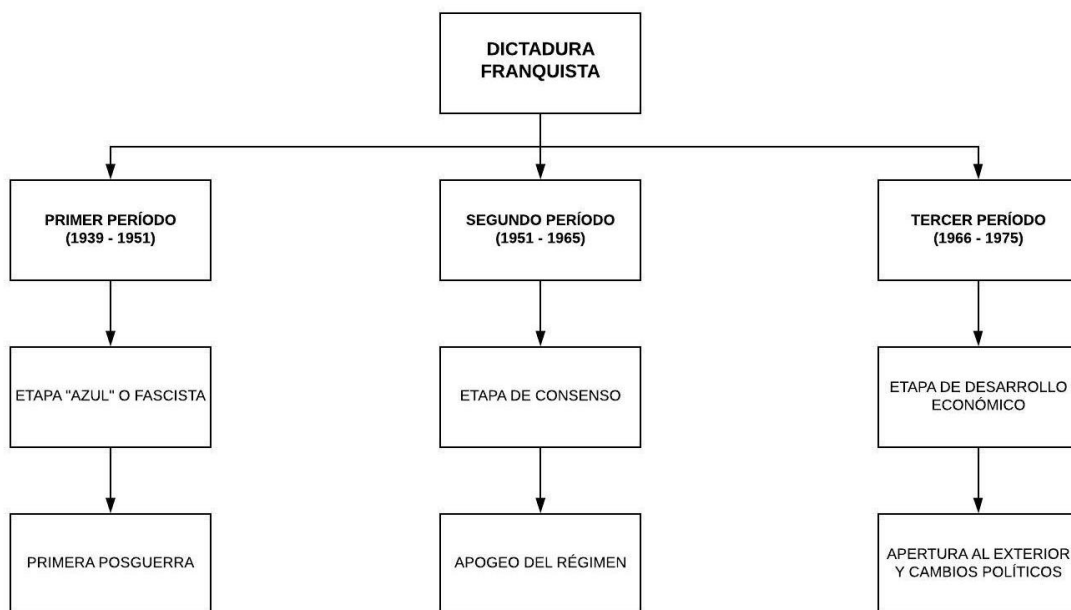 DICTADURA
FRANQUISTA
PRIMER PERÍODO
(1939 - 1951)
SEGUNDO PERÍODO
(1951 - 1965)
TERCER PERÍODO
(1966 - 1975)
ETAPA "AZUL" O FASCISTA
ETAPA DE CONSENSO
ETAPA DE DESARROLLO
ECONÓMICO
PRIMERA POSGUERRA
APOGEO DEL RÉGIMEN
APERTURA AL EXTERIOR
Y CAMBIOS POLÍTICOS